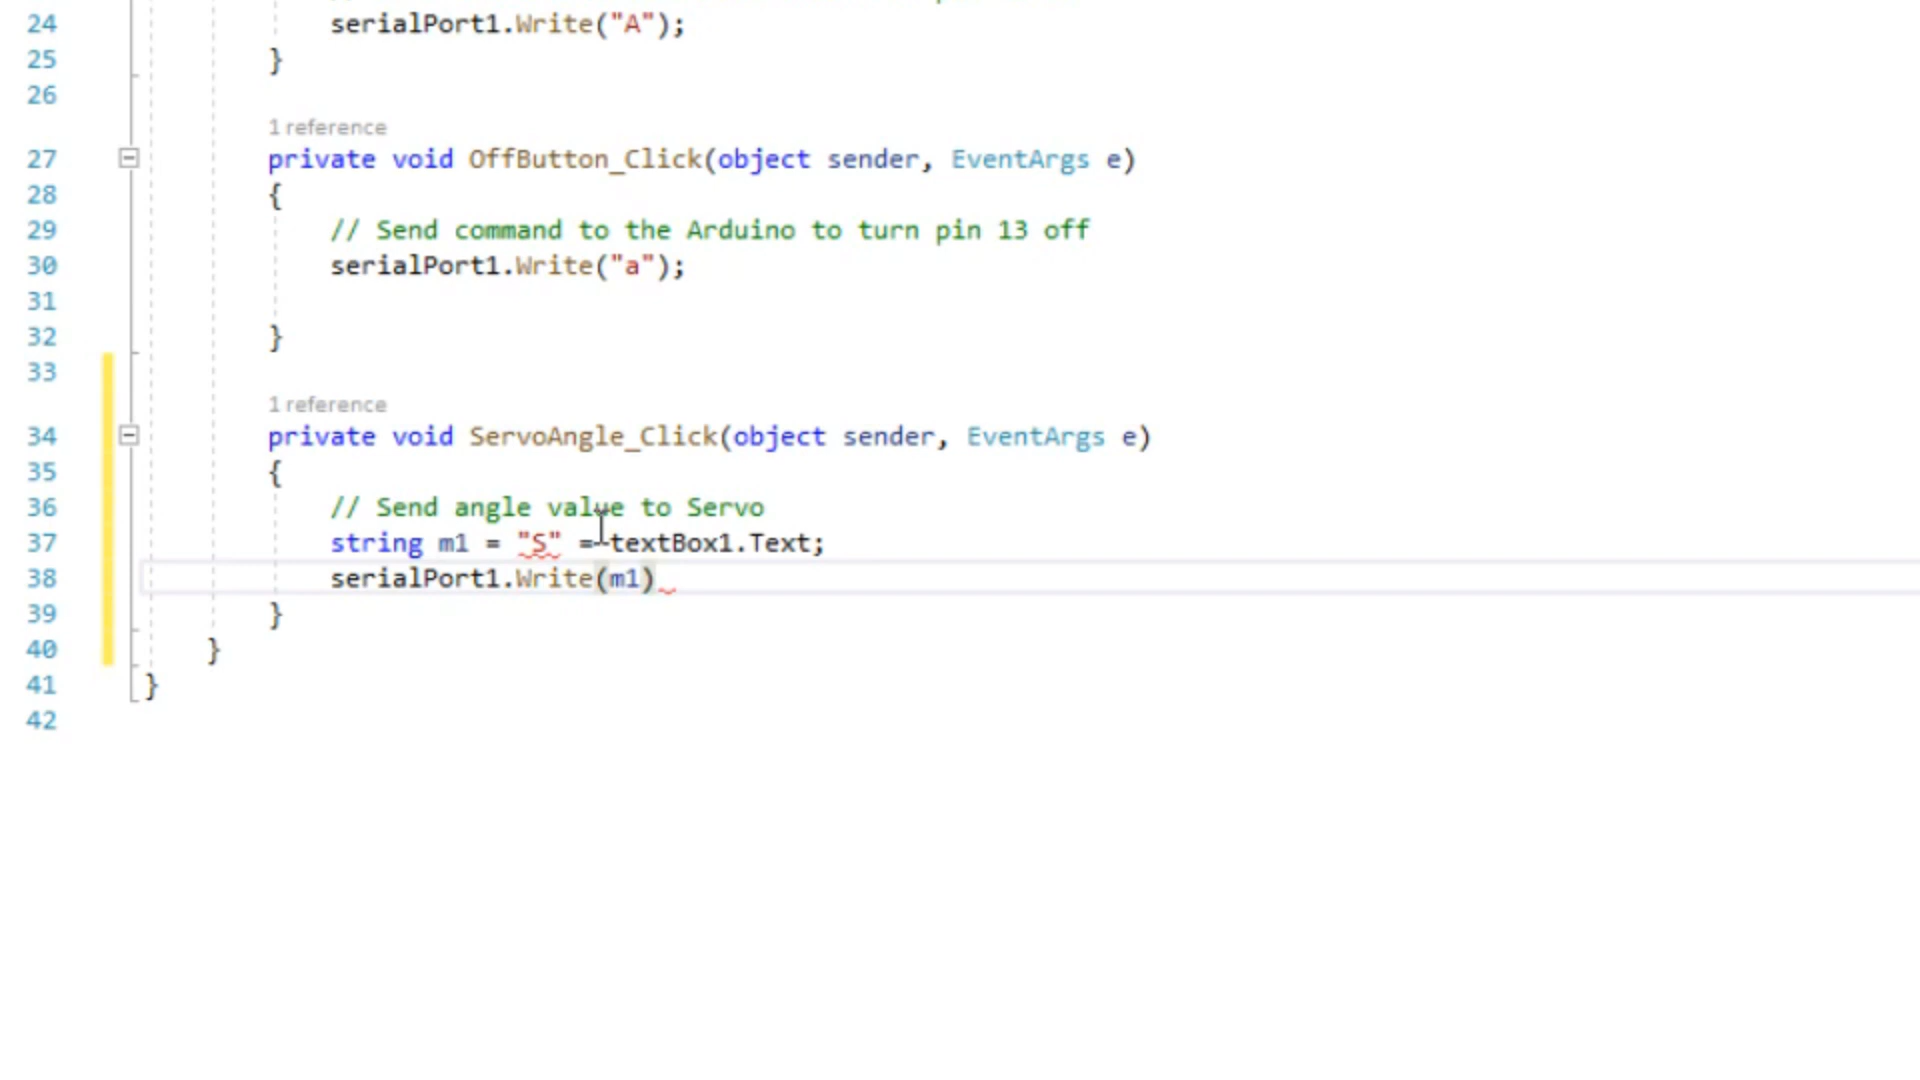 24 serialPort1.Write("A");
25 }
26
1 reference
27 private void OffButton_Click(object sender, EventArgs e)
28 {
29 // Send command to the Arduino to turn pin 13 off
30 serialPort1.Write("a");
31
32 }
33
1 reference
34 private void ServoAngle_Click(object sender, EventArgs e)
35 {
36 // Send angle value to Servo
37 string m1 = "S" = textBox1.Text;
38 serialPort1.Write(m1)
39 }
40 }
41 }
42